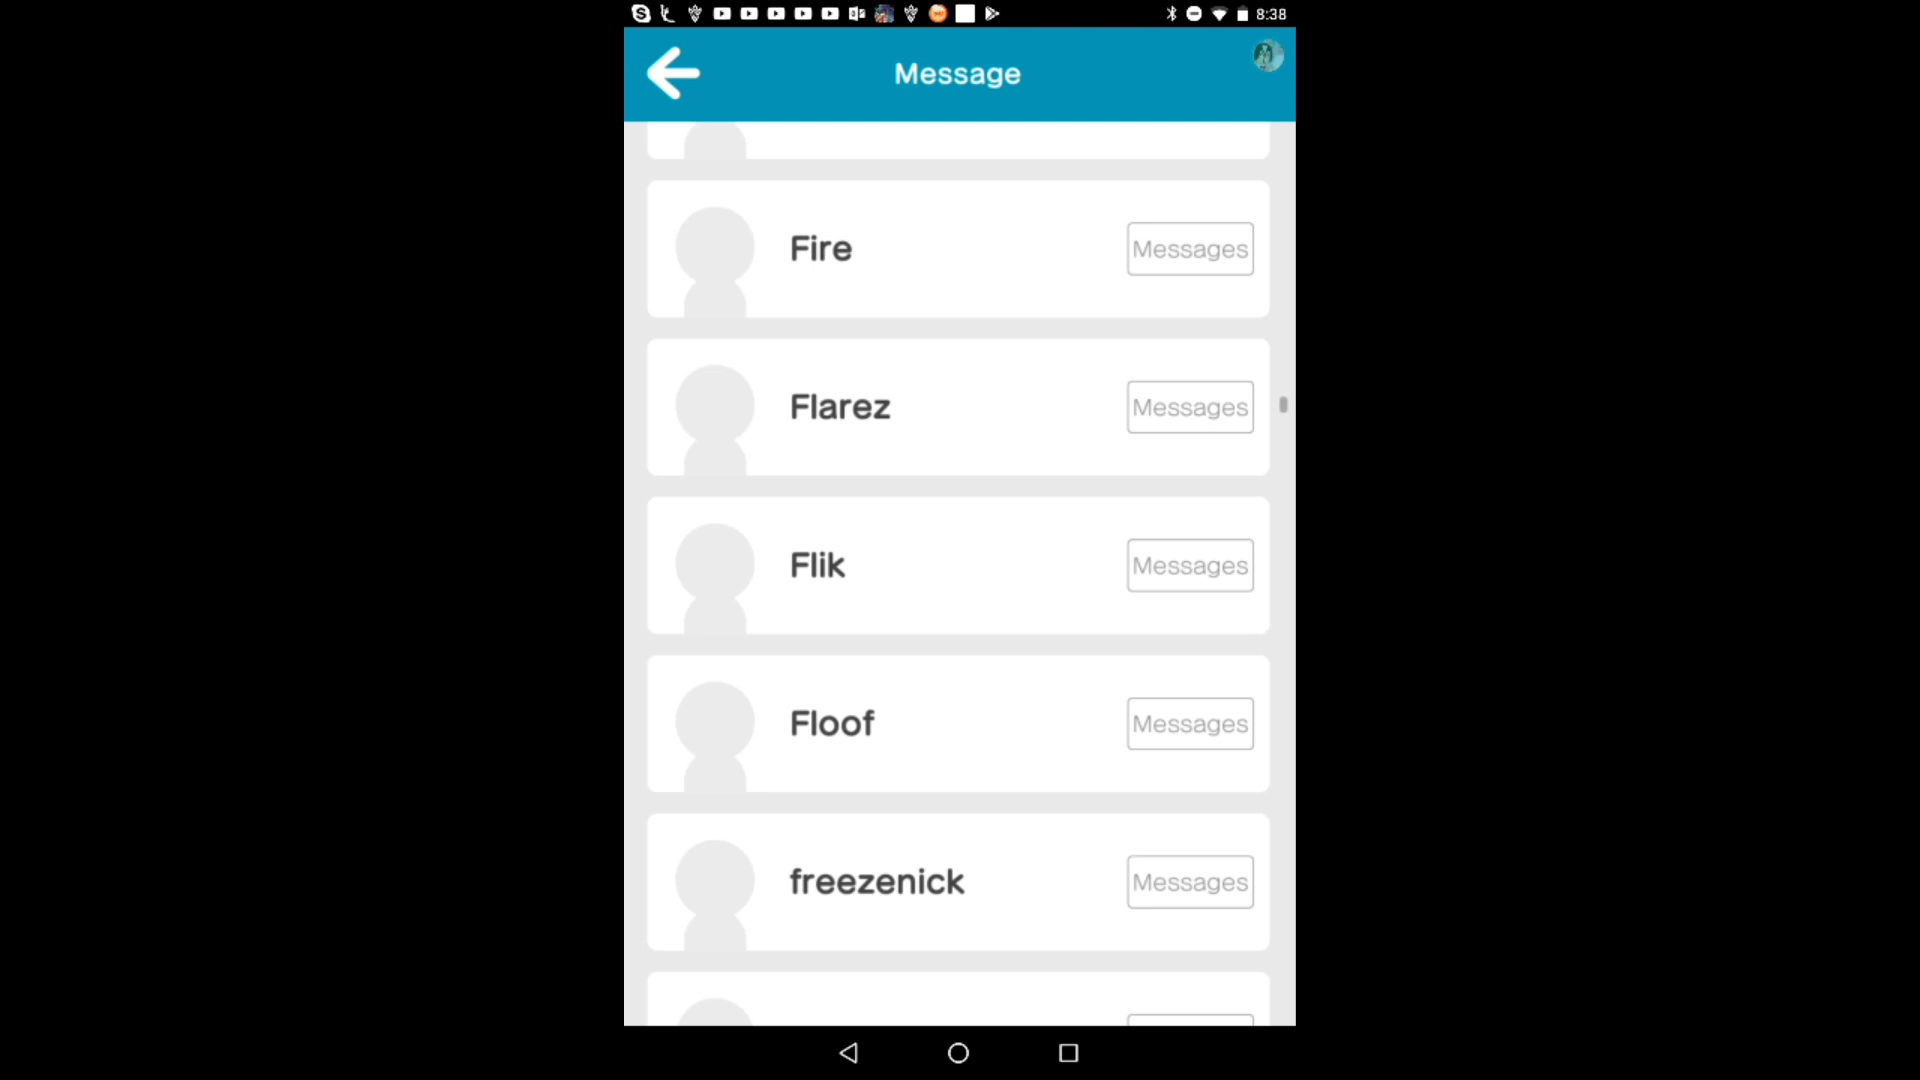 8:38
Message
Fire
Messages
Flarez
Messages
Flik
Messages
Floof
Messages
freezenick
Messages